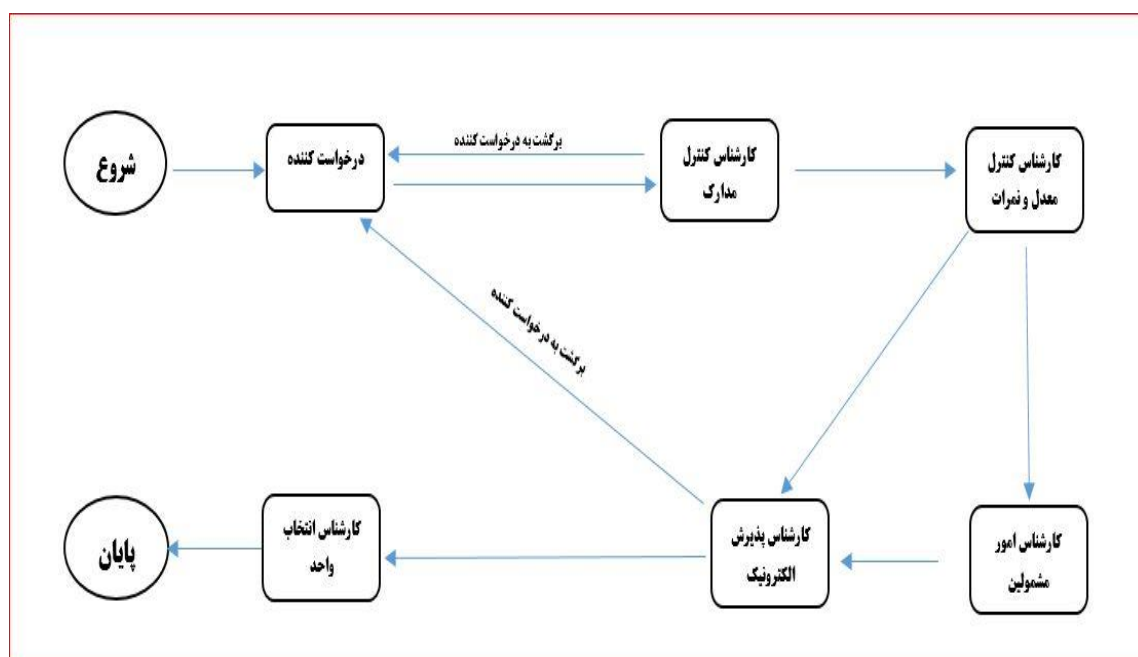 شروع
درخواست کننده
برگشت به درخواست کننده
کارشناس کنترل
مدارک
کارشناس کنترل
معدل و نمرات
برگشت به درخواست کننده
پایان
کارشناس انتخاب
واحد
کارشناس پذیرش
الکترونیک
کارشناس امور
مشمولین